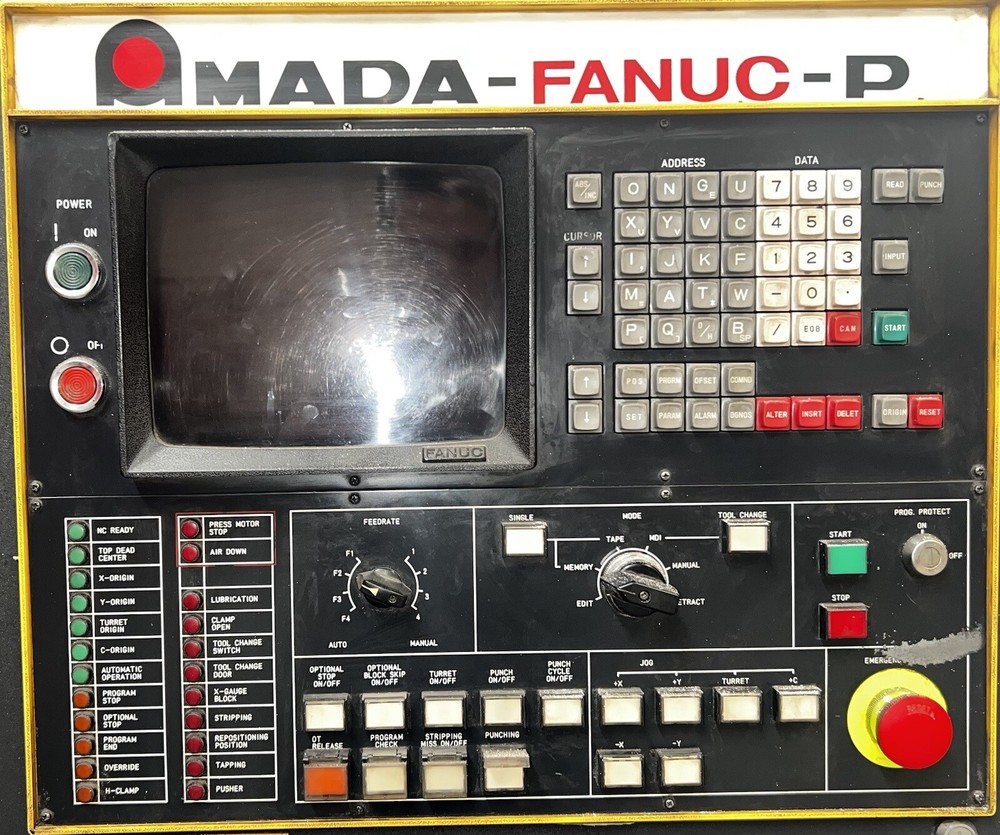 AMADA-FANUC-P
POWER
ON
OFF
FANUC
ADDRESS
DATA
ABS/INC
O N G E U 7 8 9
READ PUNCH
CURSOR
X U Y V V C 4 5 6
↑ I J K F 1 2 3
INPUT
↓ M A T W - 0 .
P Q D/H B SP / EOB CAN
START
↑ POS PRGRM OFSET COMND
↓ SET PARAM ALARM DGNOS ALTER INSRT DELET
ORIGIN RESET
NC READY
TOP DEAD
CENTER
X-ORIGIN
Y-ORIGIN
TURRET
ORIGIN
C-ORIGIN
AUTOMATIC
OPERATION
PROGRAM
STOP
OPTIONAL
STOP
PROGRAM
END
OVERRIDE
H-CLAMP
PRESS MOTOR
STOP
AIR DOWN
LUBRICATION
CLAMP
OPEN
TOOL CHANGE
SWITCH
TOOL CHANGE
DOOR
X-GAUGE
BLOCK
STRIPPING
REPOSITIONING
POSITION
TAPPING
PUSHER
FEEDRATE
F1 1
F2 2
F3 3
F4 4
AUTO MANUAL
SINGLE
MODE
TOOL CHANGE
TAPE MDI
MEMORY MANUAL
EDIT RETRACT
START
STOP
PROG. PROTECT
ON
OFF
OPTIONAL
STOP
ON/OFF
OPTIONAL
BLOCK SKIP
ON/OFF
TURRET
ON/OFF
PUNCH
ON/OFF
PUNCH
CYCLE
ON/OFF
OT
RELEASE
PROGRAM
CHECK
STRIPPING
MISS ON/OFF
PUNCHING
JOG
+X +Y TURRET +C
-X -Y
EMERGE
RESET